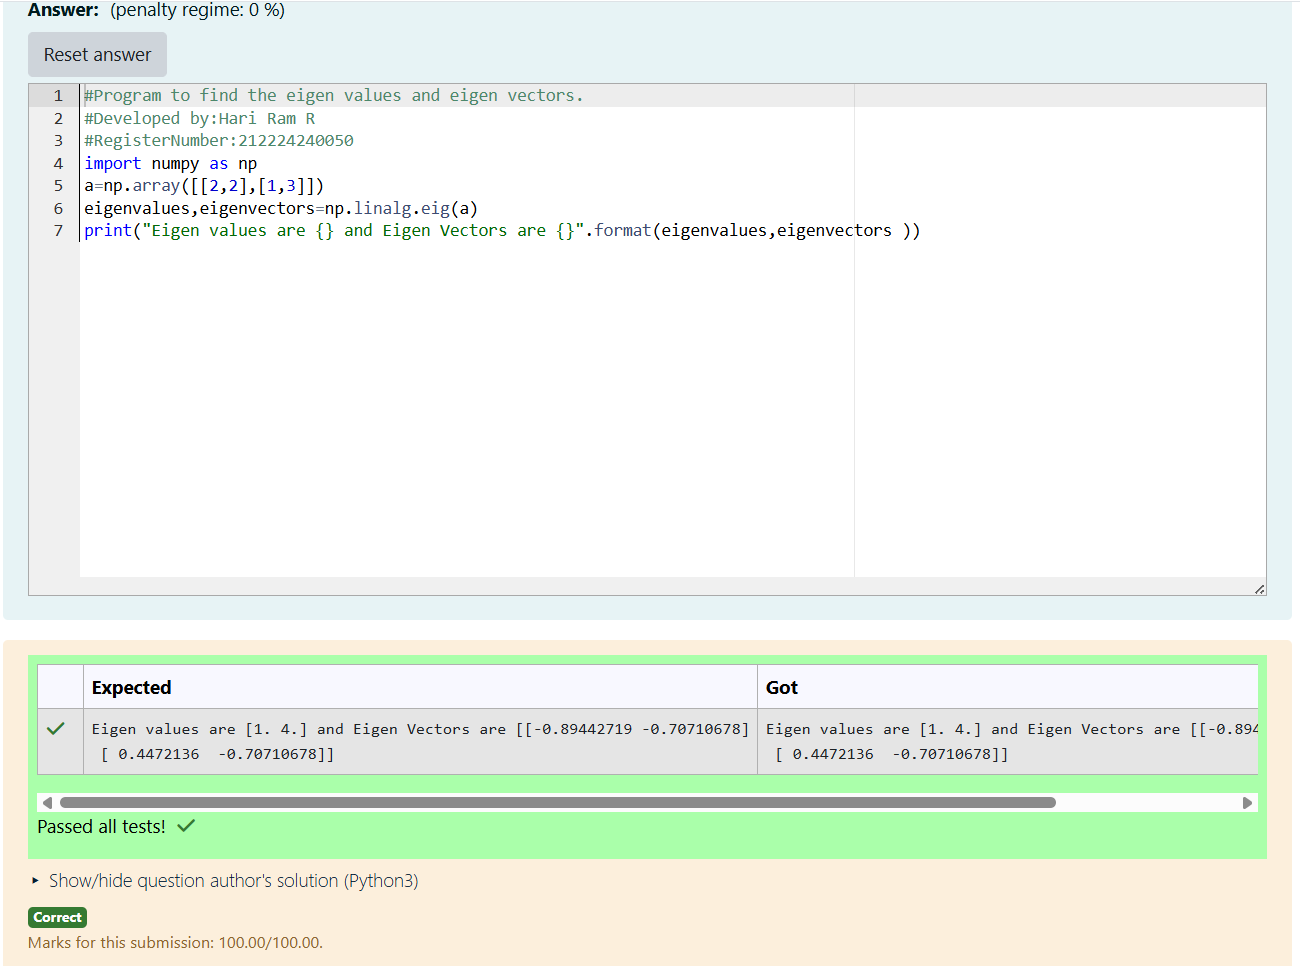 Answer: (penalty regime: 0 %)
Reset answer
1 #Program to find the eigen values and eigen vectors.
2 #Developed by:Hari Ram R
3 #RegisterNumber:212224240050
4 import numpy as np
5 a=np.array([[2,2],[1,3]])
6 eigenvalues,eigenvectors=np.linalg.eig(a)
7 print("Eigen values are {} and Eigen Vectors are {}".format(eigenvalues,eigenvectors ))
Expected Got
Eigen values are [1. 4.] and Eigen Vectors are [[-0.89442719 -0.70710678] Eigen values are [1. 4.] and Eigen Vectors are [[-0.894
[ 0.4472136 -0.70710678]] [ 0.4472136 -0.70710678]]
Passed all tests!
Show/hide question author's solution (Python3)
Correct
Marks for this submission: 100.00/100.00.